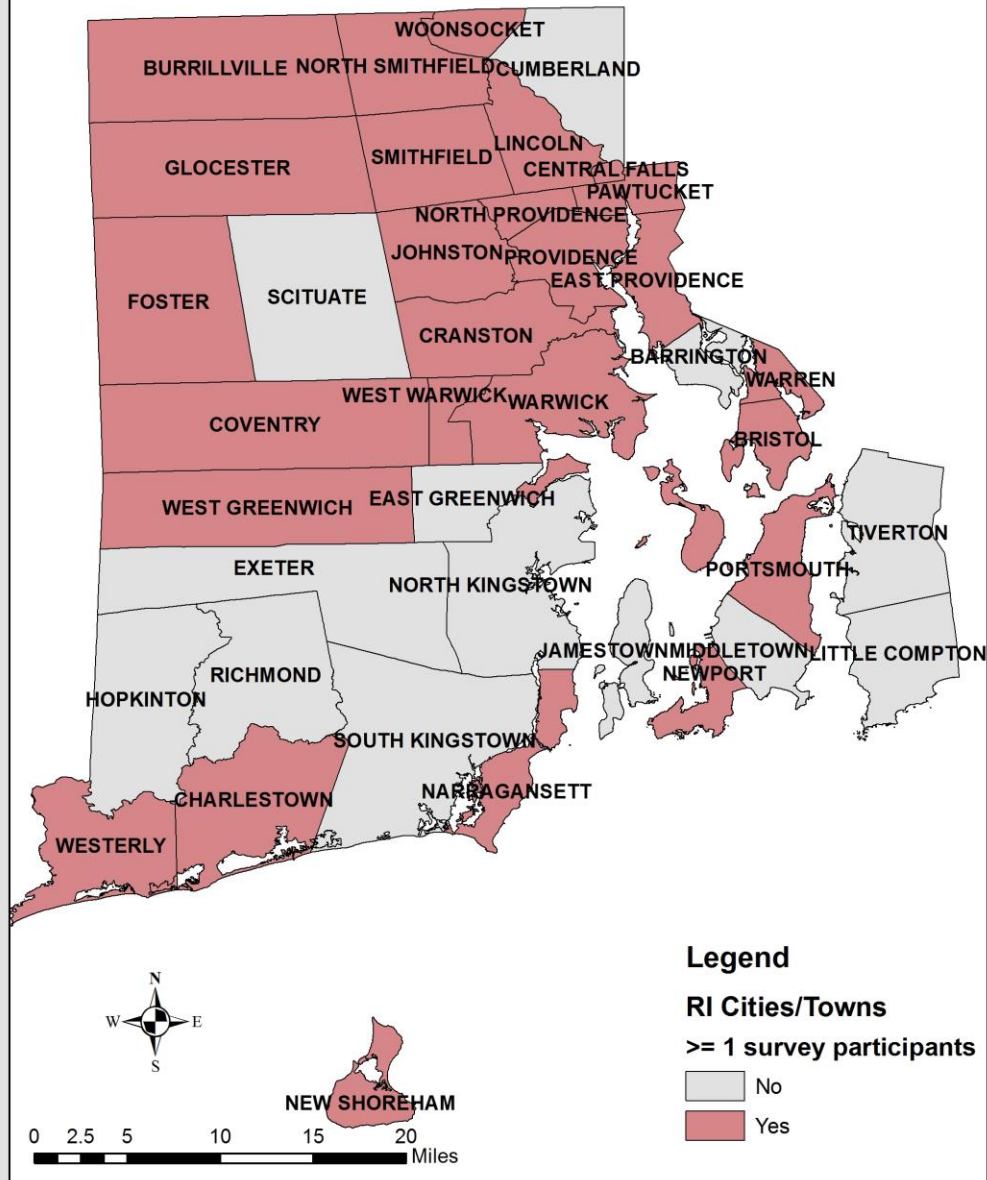 WOONSOCKET
BURRILLVILLE
NORTH SMITHFIELD
CUMBERLAND
LINCOLN
SMITHFIELD
GLOCESTER
CENTRAL FALLS
PAWTUCKET
NORTH PROVIDENCE
JOHNSTON
PROVIDENCE
EAST PROVIDENCE
FOSTER
SCITUATE
CRANSTON
BARRINGTON
WARREN
WEST WARWICK
WARWICK
COVENTRY
BRISTOL
EAST GREENWICH
WEST GREENWICH
TIVERTON
EXETER
PORTSMOUTH
NORTH KINGSTOWN
JAMESTOWN
MIDDLETOWN
LITTLE COMPTON
RICHMOND
NEWPORT
HOPKINTON
SOUTH KINGSTOWN
NARRAGANSETT
CHARLESTOWN
WESTERLY
Legend
RI Cities/Towns
>= 1 survey participants
No
Yes
N
W
E
S
NEW SHOREHAM
0 2.5 5 10 15 20
Miles